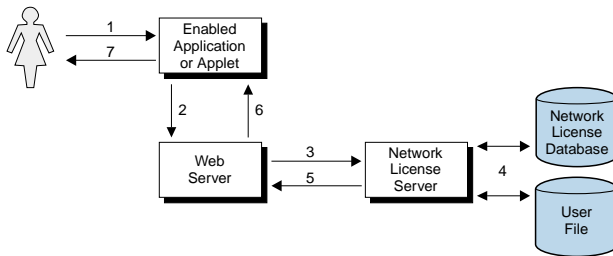 1
7
Enabled
Application
or Applet
2
6
Web
Server
3
5
Network
License
Server
4
Network
License
Database
User
File